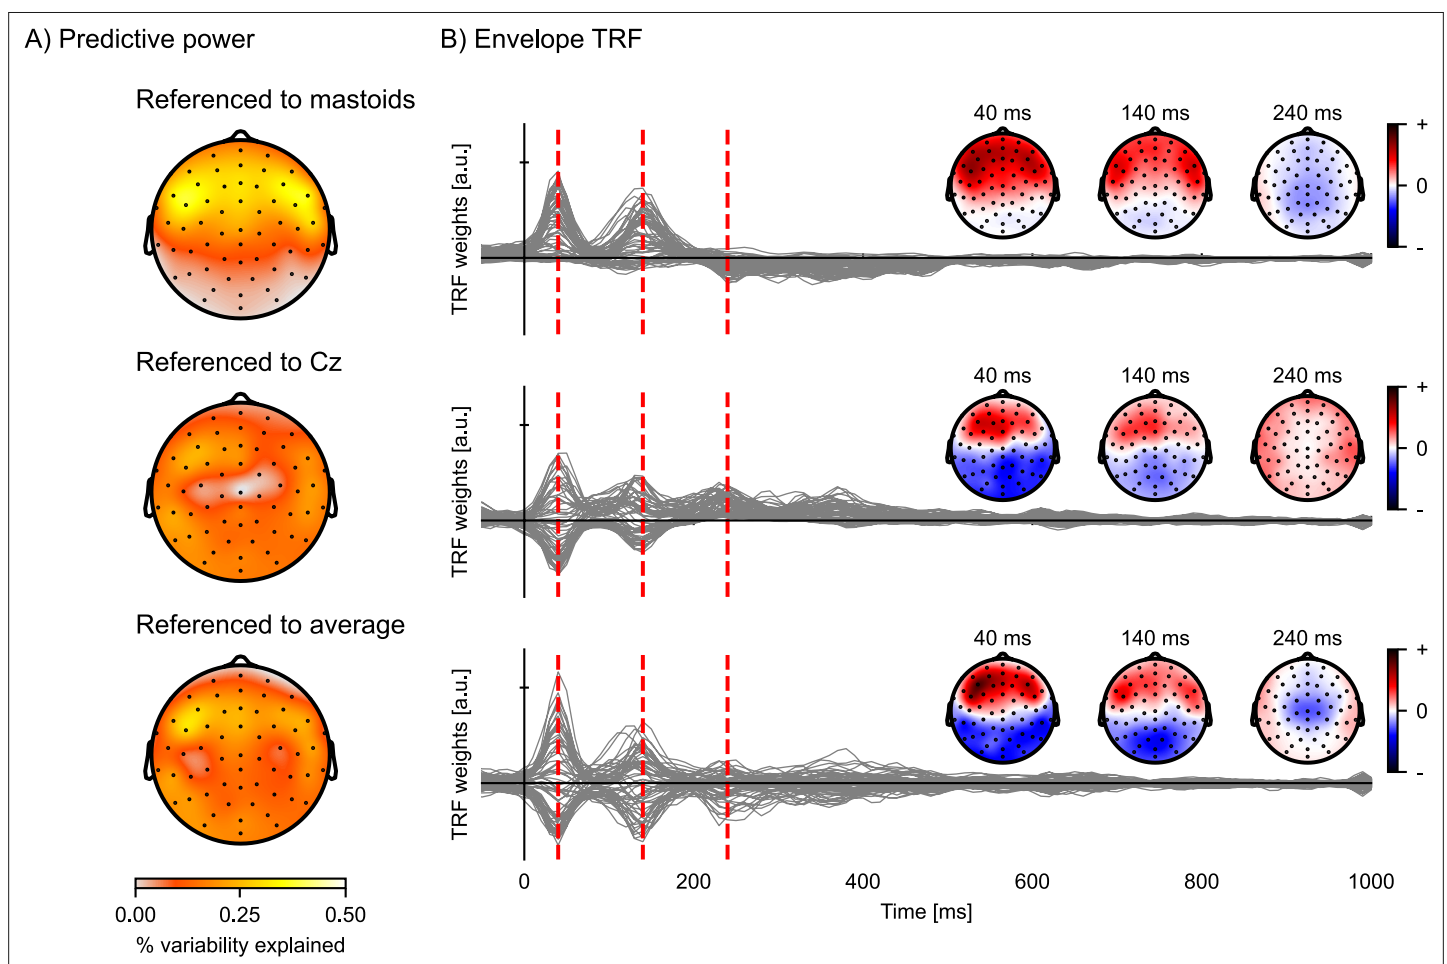 A) Predictive power
B) Envelope TRF
Referenced to mastoids
TRF weights [a.u.]
40 ms
140 ms
240 ms
+
0
-
Referenced to Cz
TRF weights [a.u.]
40 ms
140 ms
240 ms
+
0
-
Referenced to average
TRF weights [a.u.]
40 ms
140 ms
240 ms
+
0
-
0 200 400 600 800 1000
Time [ms]
0.00 0.25 0.50
% variability explained